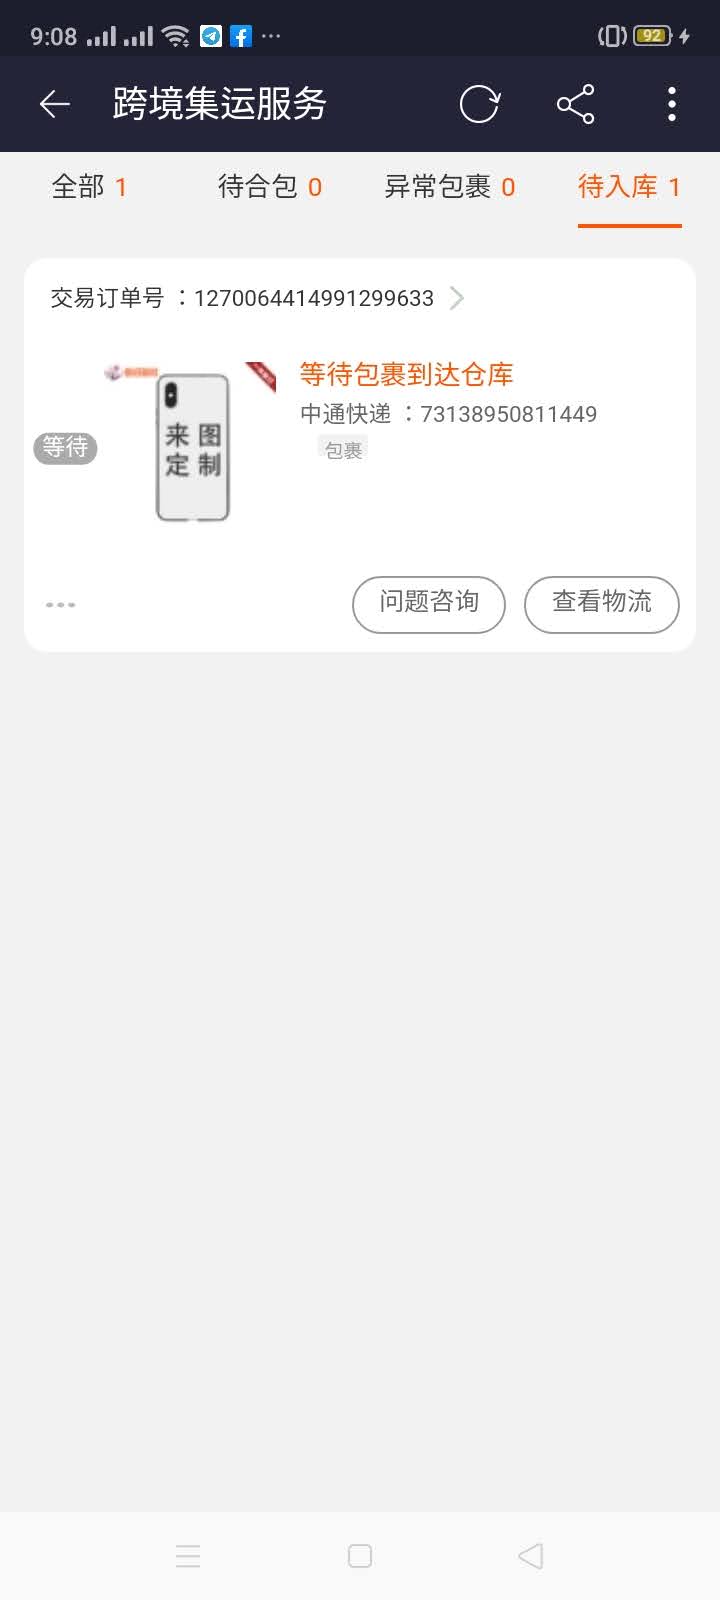 9:08
92
跨境集运服务
全部 1
待合包 0
异常包裹 0
待入库 1
交易订单号 ：1270064414991299633
等待
来图
定制
等待包裹到达仓库
中通快递 ：73138950811449
包裹
问题咨询
查看物流